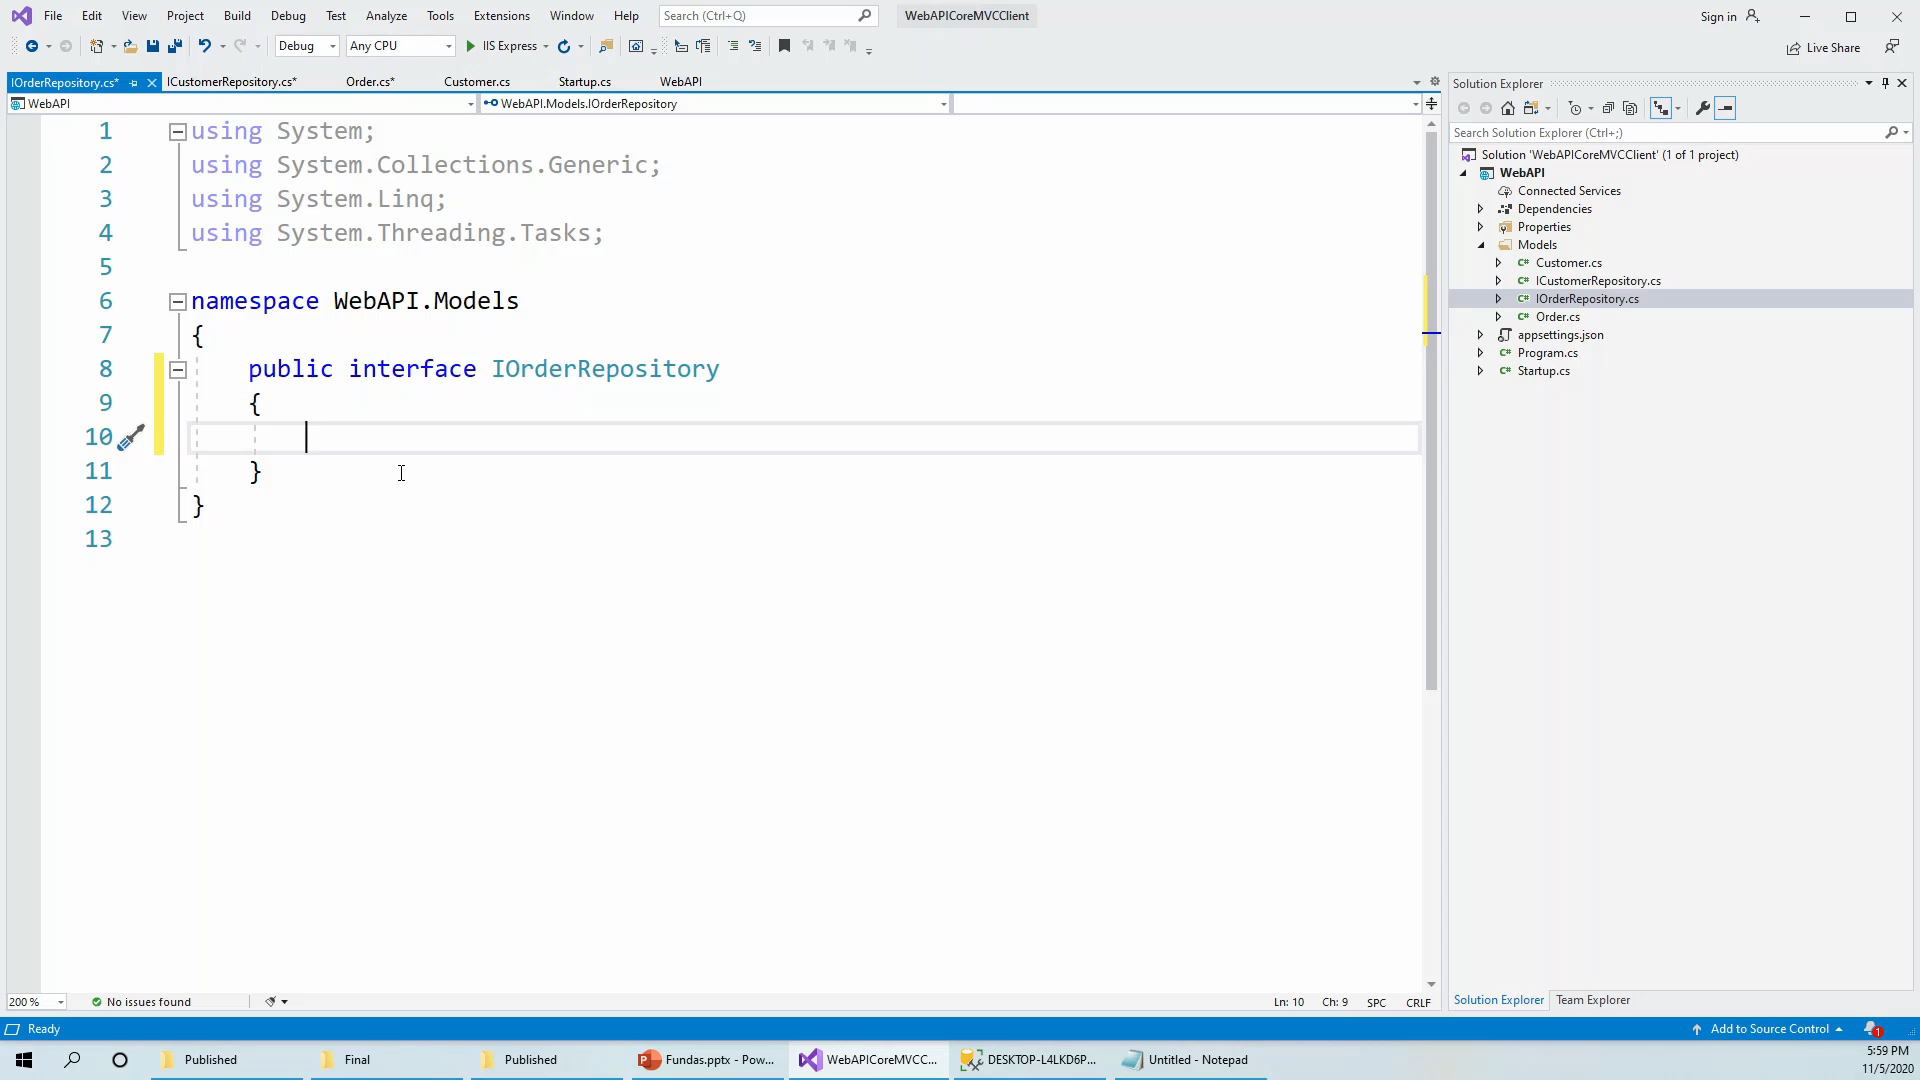 File Edit View Project Build Debug Test Analyze Tools Extensions Window Help Search (Ctrl+Q) WebAPICoreMVCClient Sign in
Debug Any CPU IIS Express Live Share
IOrderRepository.cs* ICustomerRepository.cs* Order.cs* Customer.cs Startup.cs WebAPI
WebAPI WebAPI.Models.IOrderRepository
1 using System;
2 using System.Collections.Generic;
3 using System.Linq;
4 using System.Threading.Tasks;
5
6 namespace WebAPI.Models
7 {
8 public interface IOrderRepository
9 {
10
11 }
12 }
13
200 % No issues found Ln: 10 Ch: 9 SPC CRLF
Solution Explorer
Search Solution Explorer (Ctrl+;)
Solution 'WebAPICoreMVCClient' (1 of 1 project)
WebAPI
Connected Services
Dependencies
Properties
Models
C# Customer.cs
C# ICustomerRepository.cs
C# IOrderRepository.cs
C# Order.cs
appsettings.json
C# Program.cs
C# Startup.cs
Solution Explorer Team Explorer
Ready Add to Source Control 1
Published Final Published Fundas.pptx - Pow... WebAPICoreMVCC... DESKTOP-L4LKD6P... Untitled - Notepad
5:59 PM
11/5/2020